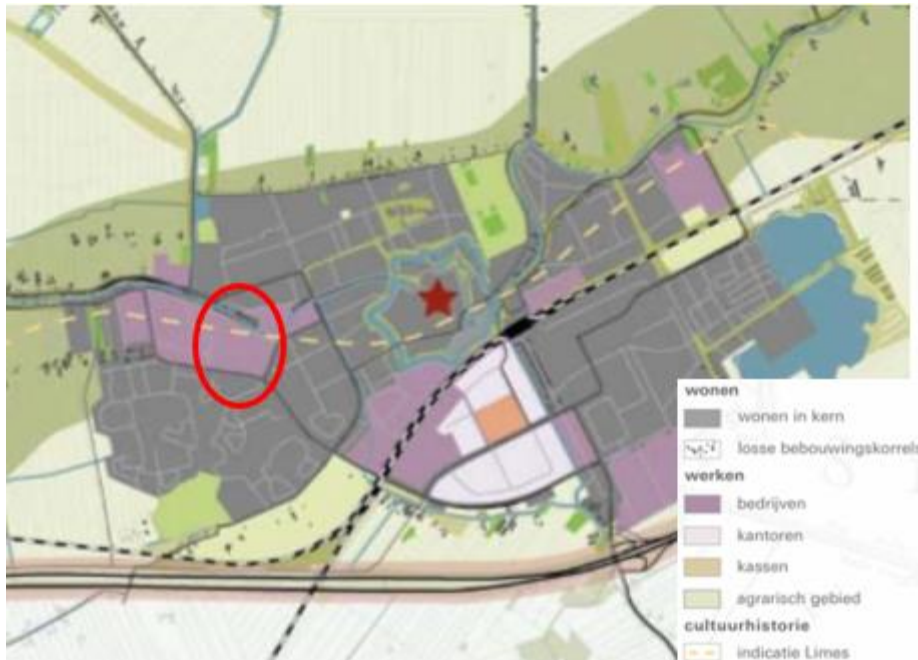 wonen
wonen in kern
losse bebouwingskorrels
werken
bedrijven
kantoren
kassen
agrarisch gebied
cultuurhistorie
indicatie Limes